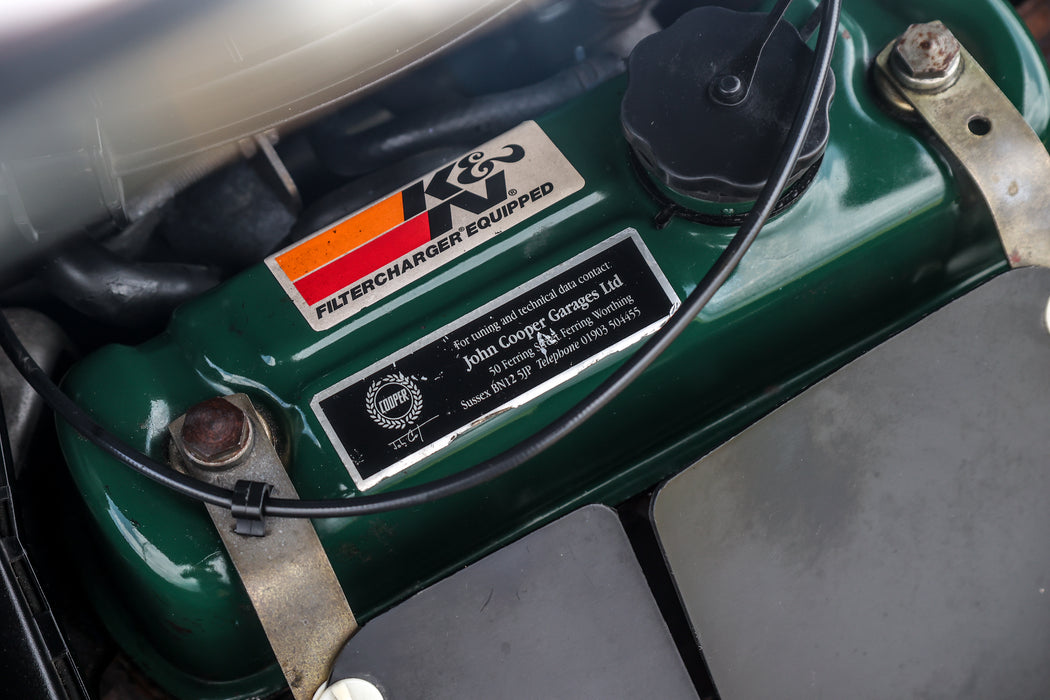 K&N®
FILTERCHARGER® EQUIPPED
For tuning and technical data contact:
John Cooper Garages Ltd
50 Ferring Ferring Worthing
Sussex BN12 5JP Telephone 01903 504455
COOPER